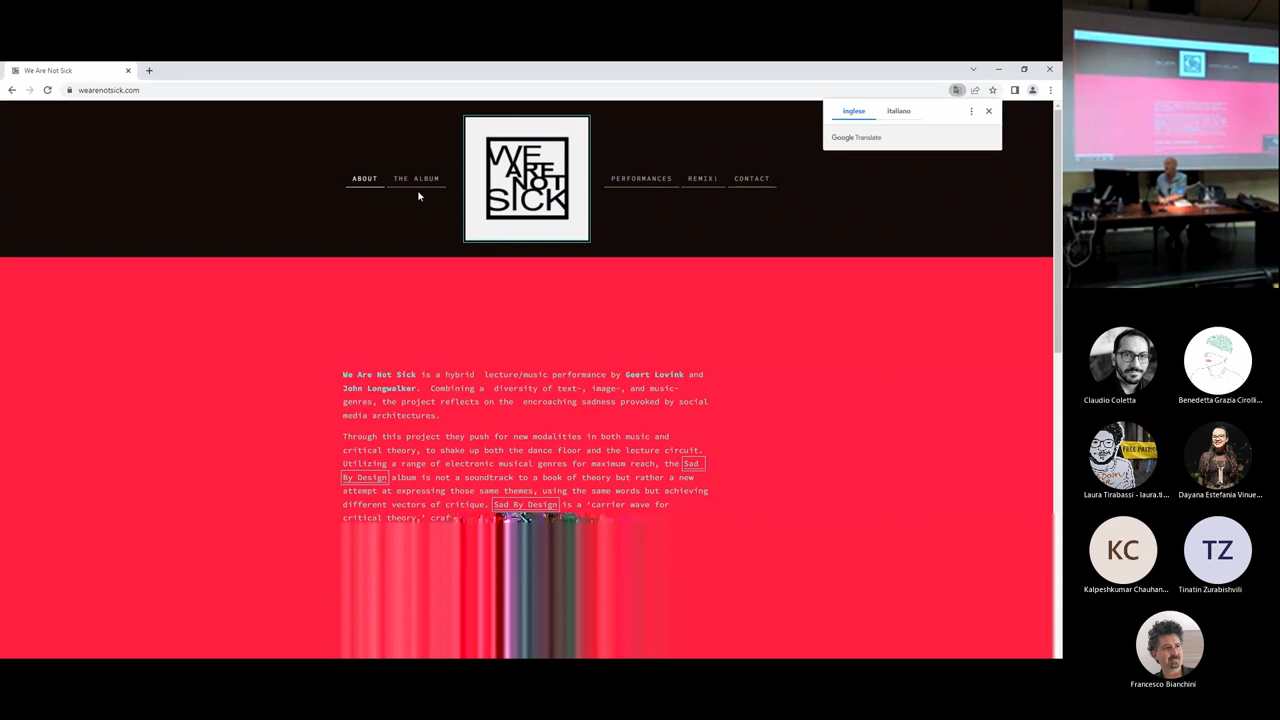 We Are Not Sick
wearenotsick.com
inglese
italiano
Google Translate
ABOUT
THE ALBUM
WE
ARE
NOT
SICK
PERFORMANCES
REMIX!
CONTACT
We Are Not Sick is a hybrid lecture/music performance by Geert Lovink and
John Longwalker. Combining a diversity of text-, image-, and music-
genres, the project reflects on the encroaching sadness provoked by social
media architectures.
Through this project they push for new modalities in both music and
critical theory, to shake up both the dance floor and the lecture circuit.
Utilizing a range of electronic musical genres for maximum reach, the Sad
By Design album is not a soundtrack to a book of theory but rather a new
attempt at expressing those same themes, using the same words but achieving
different vectors of critique. Sad By Design is a ‘carrier wave for
critical theory,’ craf
Claudio Coletta
Benedetta Grazia Cirolli...
Laura Tirabassi - laura.ti...
Dayana Estefania Vinue...
KC
Kalpeshkumar Chauhan...
TZ
Tinatin Zurabishvili
Francesco Bianchini